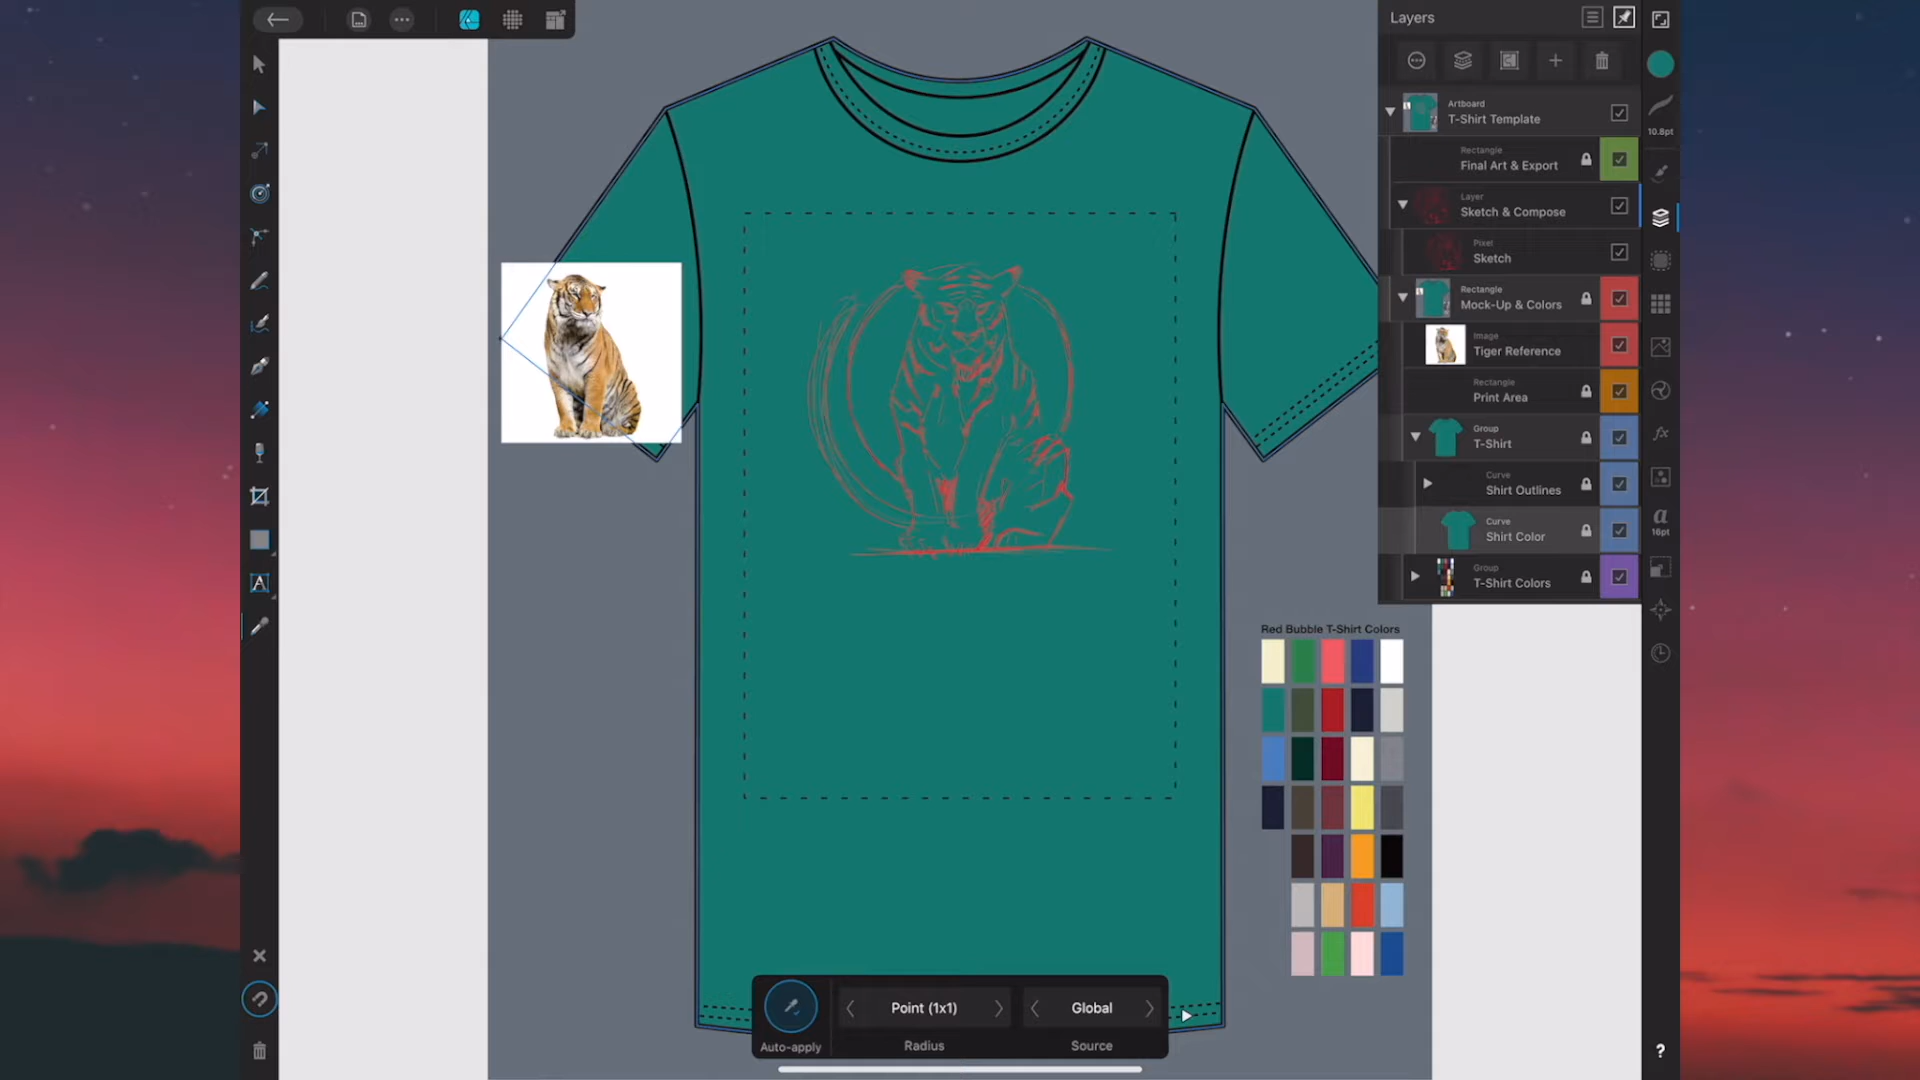 Layers
Artboard
T-Shirt Template
10.8pt
Rectangle
Final Art & Export
Layer
Sketch & Compose
Pixel
Sketch
Rectangle
Mock-Up & Colors
Image
Tiger Reference
Rectangle
Print Area
Group
T-Shirt
Curve
Shirt Outlines
a
16pt
Curve
Shirt Color
Group
T-Shirt Colors
fx
A
Red Bubble T-Shirt Colors
Point (1x1)
Global
Auto-apply
Radius
Source
?